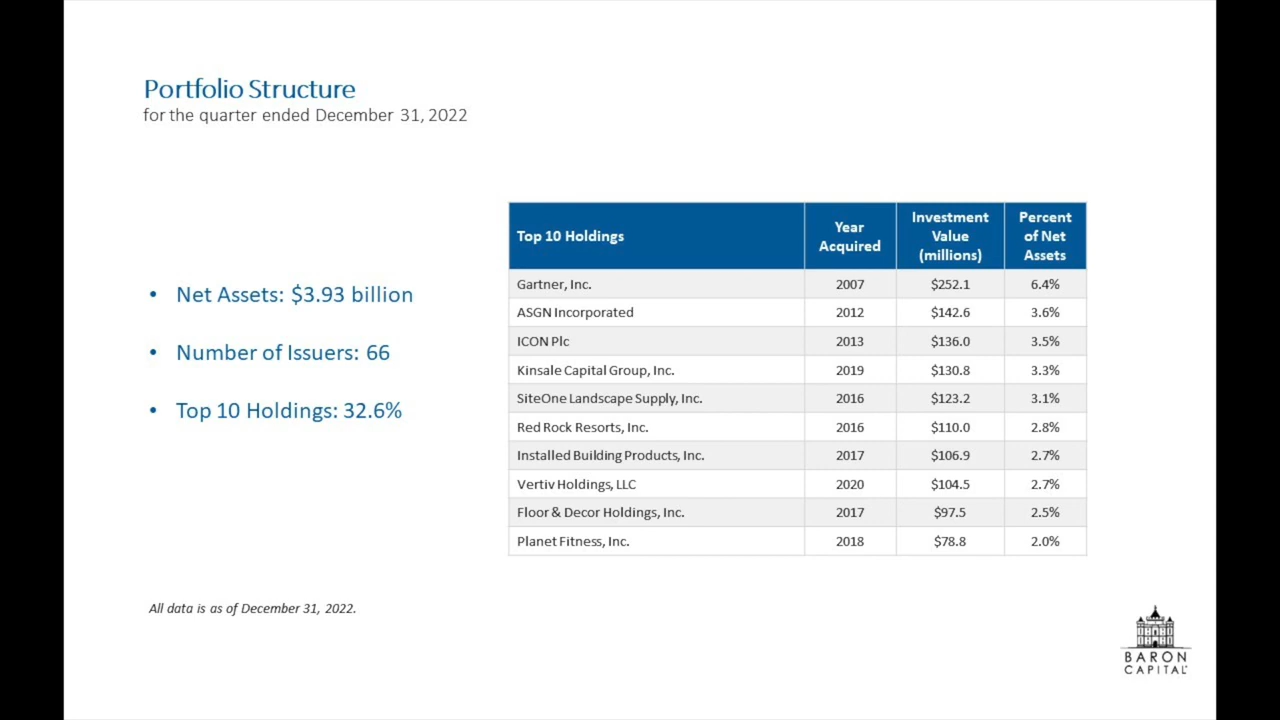 Portfolio Structure
for the quarter ended December 31, 2022
• Net Assets: $3.93 billion
• Number of Issuers: 66
• Top 10 Holdings: 32.6%
Top 10 Holdings Year Acquired Investment Value (millions) Percent of Net Assets
Gartner, Inc. 2007 $252.1 6.4%
ASGN Incorporated 2012 $142.6 3.6%
ICON Plc 2013 $136.0 3.5%
Kinsale Capital Group, Inc. 2019 $130.8 3.3%
SiteOne Landscape Supply, Inc. 2016 $123.2 3.1%
Red Rock Resorts, Inc. 2016 $110.0 2.8%
Installed Building Products, Inc. 2017 $106.9 2.7%
Vertiv Holdings, LLC 2020 $104.5 2.7%
Floor & Decor Holdings, Inc. 2017 $97.5 2.5%
Planet Fitness, Inc. 2018 $78.8 2.0%
All data is as of December 31, 2022.
BARON
CAPITAL